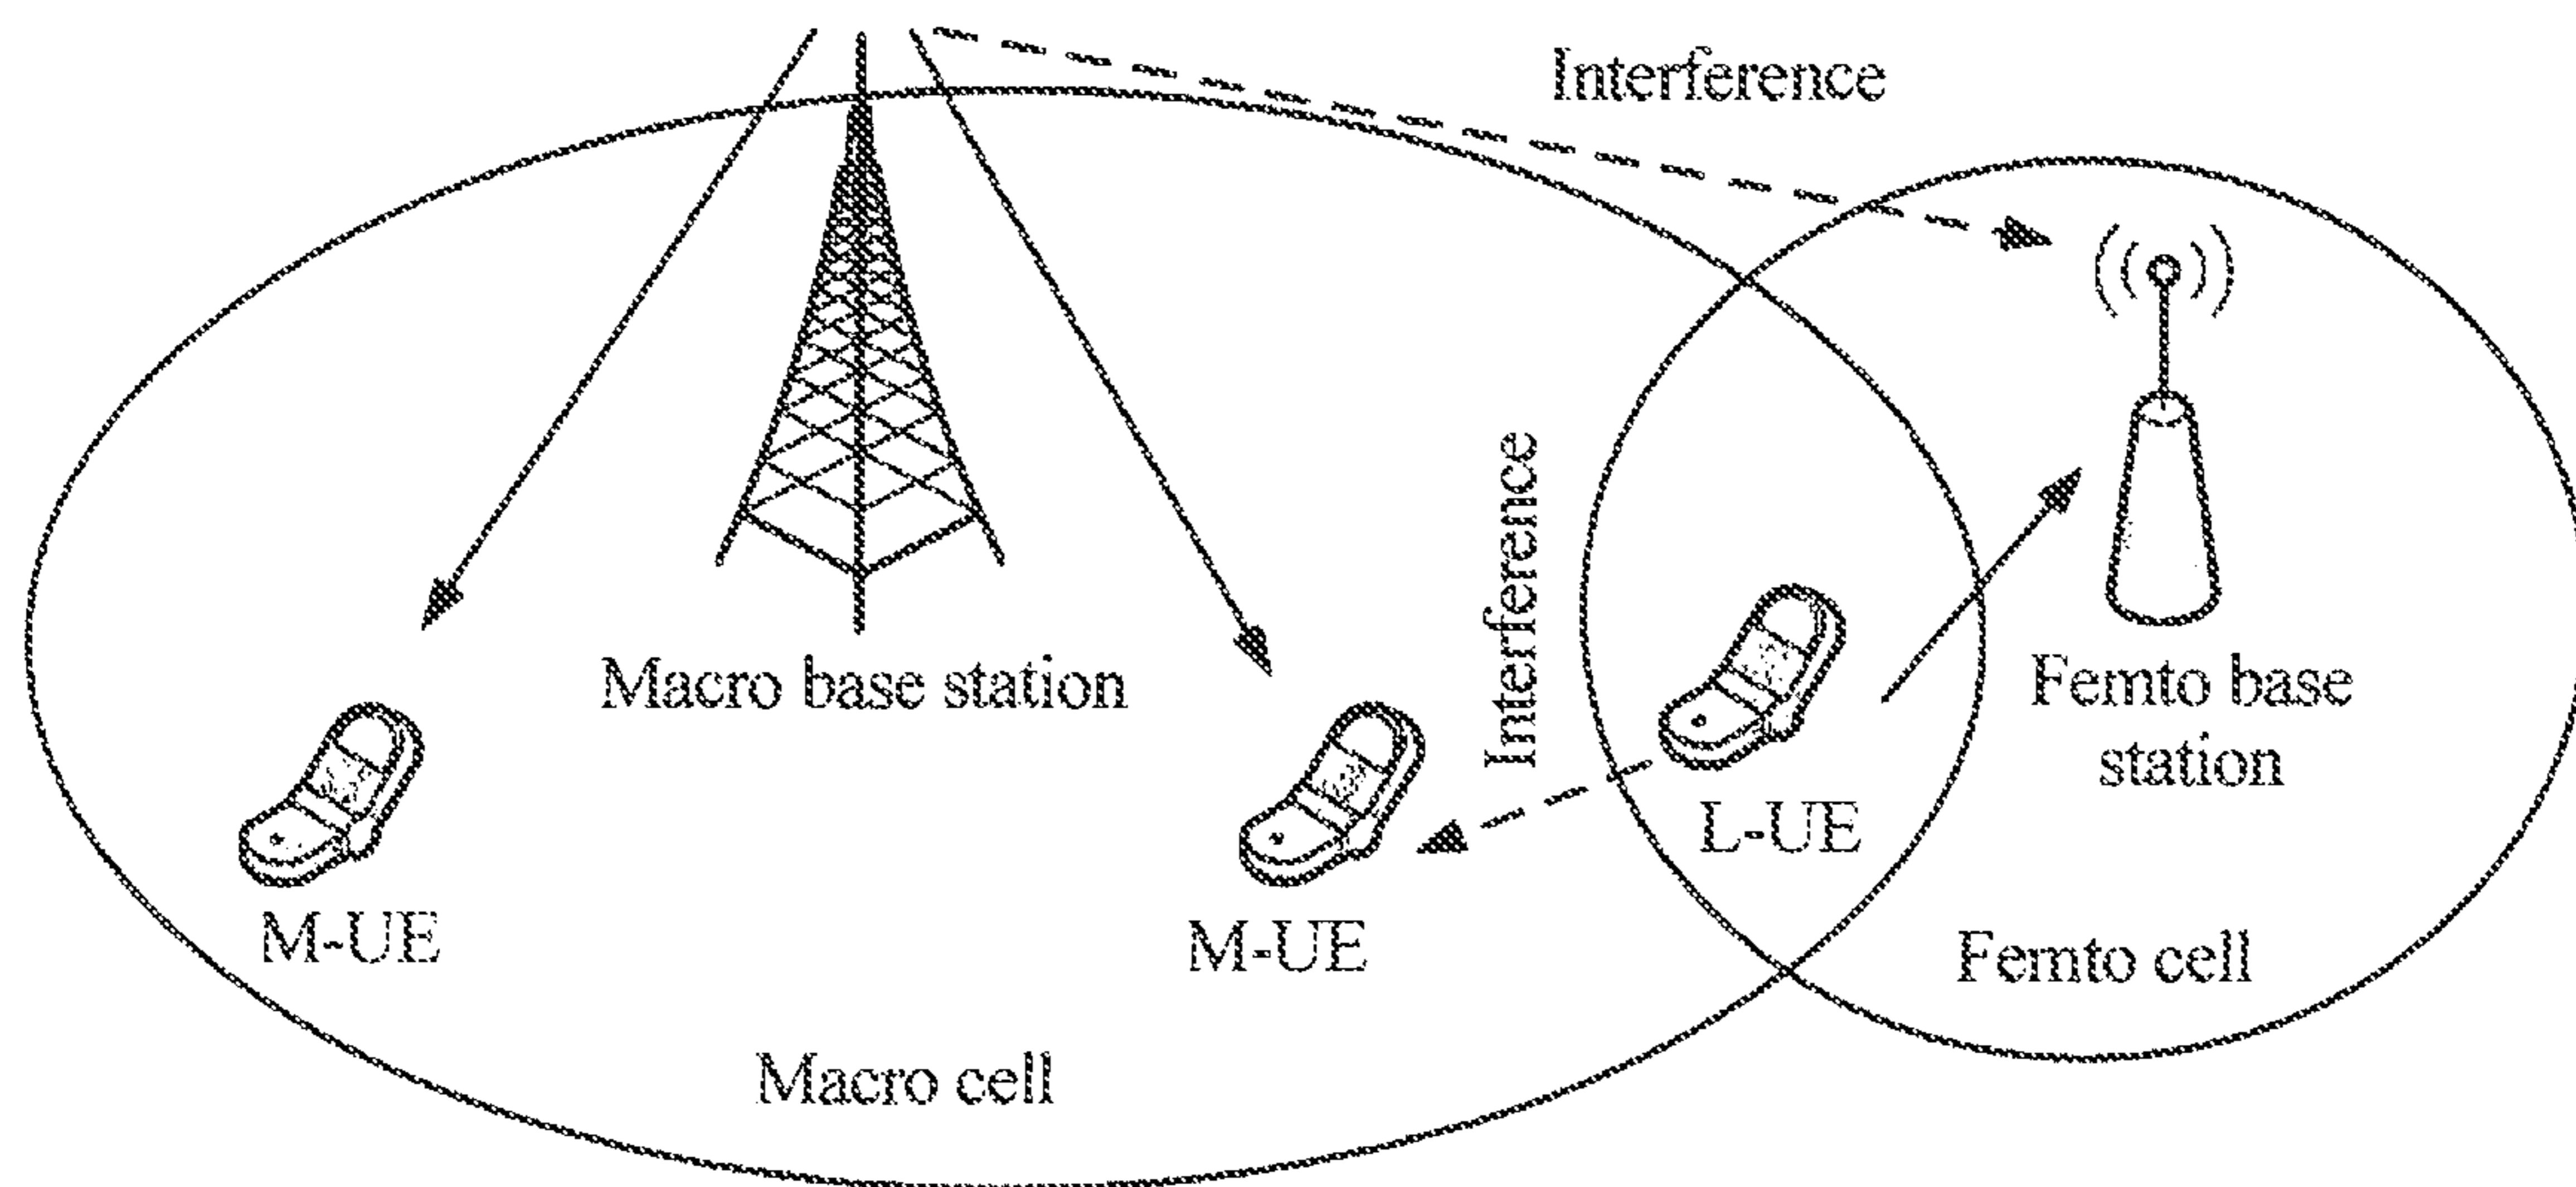 Interference
Interference
Macro base station
Femto base
station
L-UE
M-UE
M-UE
Femto cell
Macro cell